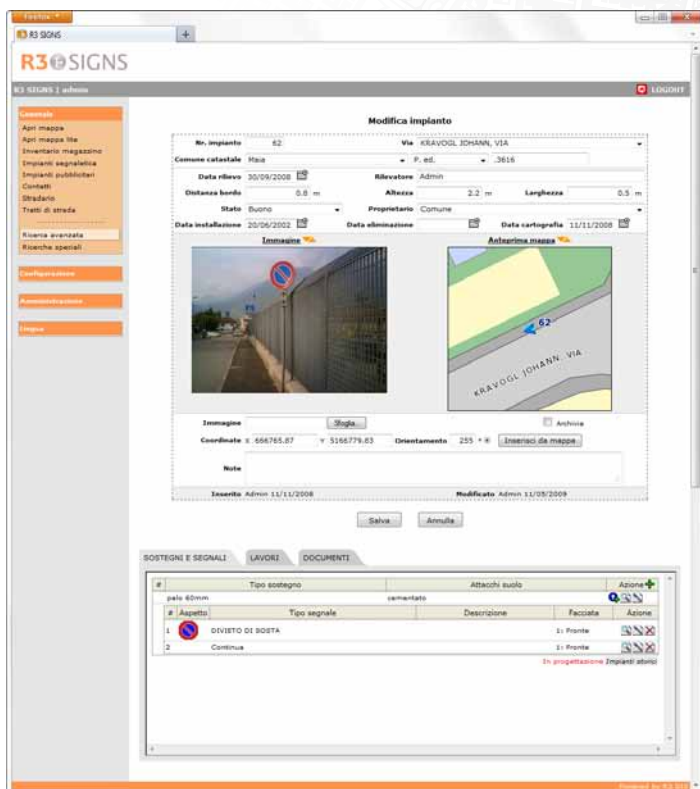 Firefox
R3 SIGNS
+
R3 SIGNS
R3 SIGNS | admin LOGOUT
Generale
Apri mappa
Apri mappa lite
Inventario magazzino
Impianti segnaletica
Impianti pubblicitari
Contatti
Stradario
Tratti di strada
Ricerca avanzata
Ricerche speciali
Configurazione
Amministrazione
Lingua
Modifica impianto
Nr. impianto 62 Via KRAVOGL JOHANN, VIA
Comune catastale Maia P. ed. .3616
Data rilievo 30/09/2008 Rilevatore Admin
Distanza bordo 0.8 m Altezza 2.2 m Larghezza 0.5 m
Stato Buono Proprietario Comune
Data installazione 20/06/2002 Data eliminazione Data cartografia 11/11/2008
Immagine Anteprima mappa
62
KRAVOGL JOHANN, VIA
Immagine Sfoglia... Archivia
Coordinate X 666765.87 Y 5166779.83 Orientamento 255 ° Inserisci da mappa
Note
Inserito Admin 11/11/2008 Modificato Admin 11/05/2009
Salva Annulla
SOSTEGNI E SEGNALI LAVORI DOCUMENTI
# Tipo sostegno Attacchi suolo Azione
palo 60mm cementato
# Aspetto Tipo segnale Descrizione Facciata Azione
1 DIVIETO DI SOSTA 1: Fronte
2 Continua 1: Fronte
In progettazione Impianti storici
Powered by R3 GIS